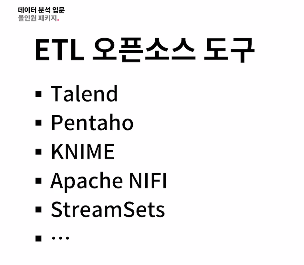 데이터 분석 입문
올인원 패키지.
ETL 오픈소스 도구
▪ Talend
▪ Pentaho
▪ KNIME
▪ Apache NIFI
▪ StreamSets
▪ ⋯